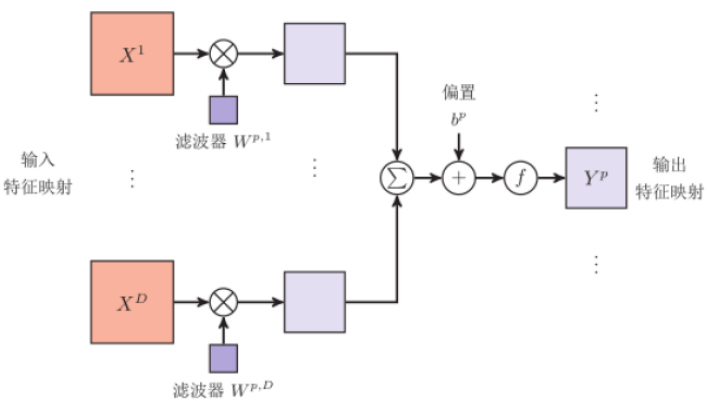 X^1
滤波器 W^{p,1}
输入
特征映射
⋮
⋮
偏置
b^p
∑
+
f
Y^p
⋮
⋮
输出
特征映射
X^D
滤波器 W^{p,D}